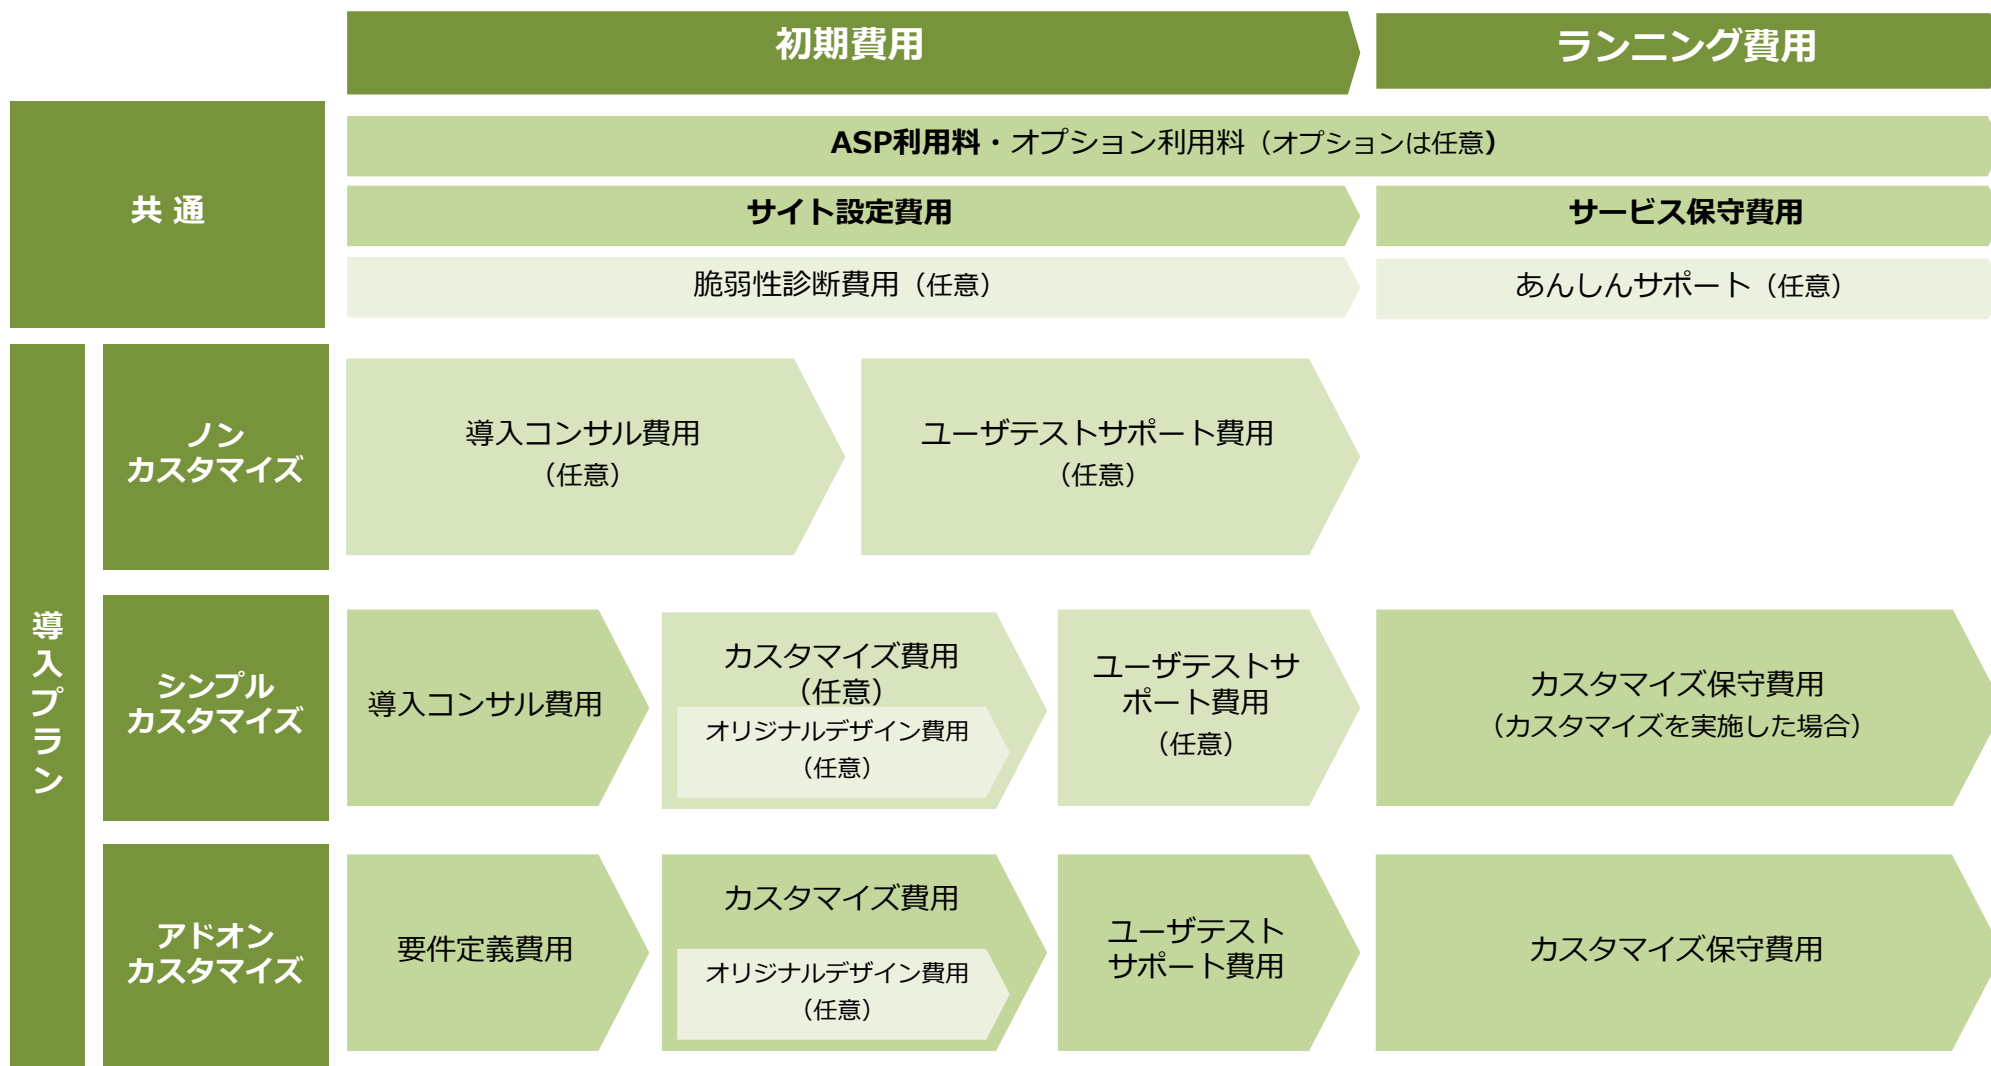 初期費用
ランニング費用
共 通
ASP利用料・オプション利用料（オプションは任意）
サイト設定費用
サービス保守費用
脆弱性診断費用（任意）
あんしんサポート（任意）
導入プラン
ノン
カスタマイズ
導入コンサル費用
（任意）
ユーザテストサポート費用
（任意）
シンプル
カスタマイズ
導入コンサル費用
カスタマイズ費用
（任意）
オリジナルデザイン費用
（任意）
ユーザテストサ
ポート費用
（任意）
カスタマイズ保守費用
（カスタマイズを実施した場合）
アドオン
カスタマイズ
要件定義費用
カスタマイズ費用
オリジナルデザイン費用
（任意）
ユーザテスト
サポート費用
カスタマイズ保守費用